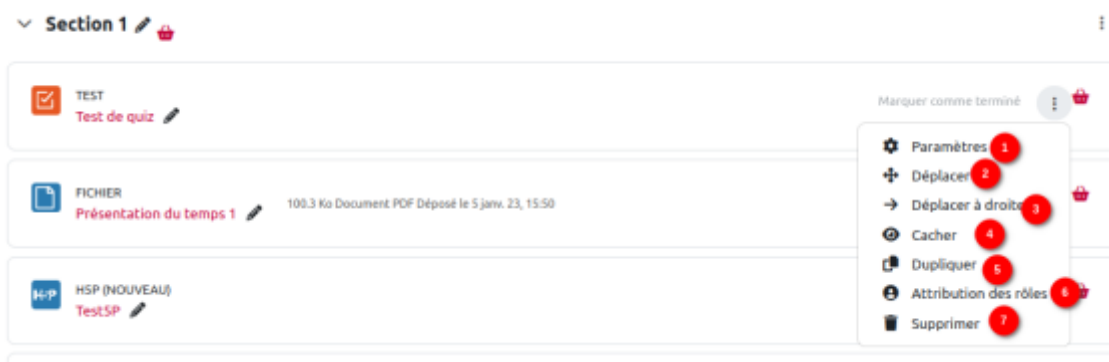 Section 1
TEST
Test de quiz
Marquer comme terminé
Paramètres 1
Déplacer 2
FICHIER
Présentation du temps 1
100.3 Ko Document PDF Déposé le 5 janv. 23, 15:50
Déplacer à droite 3
Cacher 4
Dupliquer 5
H5P (NOUVEAU)
Test5P
H-P
Attribution des rôles 6
Supprimer 7